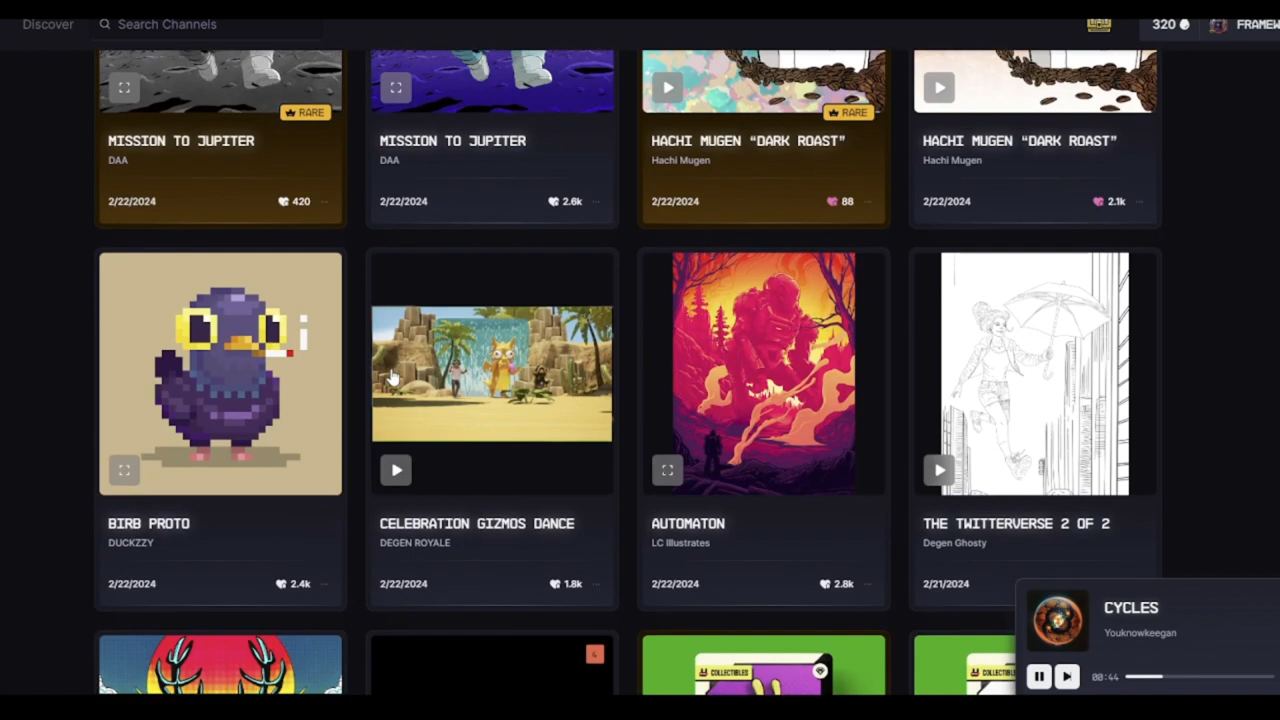 Discover
Search Channels
320
FRAMEW
RARE
RARE
MISSION TO JUPITER
DAA
2/22/2024
420
MISSION TO JUPITER
DAA
2/22/2024
2.6k
HACHI MUGEN “DARK ROAST”
Hachi Mugen
2/22/2024
88
HACHI MUGEN “DARK ROAST”
Hachi Mugen
2/22/2024
2.1k
BIRB PROTO
DUCKZZY
2/22/2024
2.4k
CELEBRATION GIZMOS DANCE
DEGEN ROYALE
2/22/2024
1.8k
AUTOMATON
LC Illustrates
2/22/2024
2.8k
THE TWITTERVERSE 2 OF 2
Degen Ghosty
2/21/2024
CYCLES
Youknowkeegan
00:44
COLLECTIBLES
COLLECTIBLES